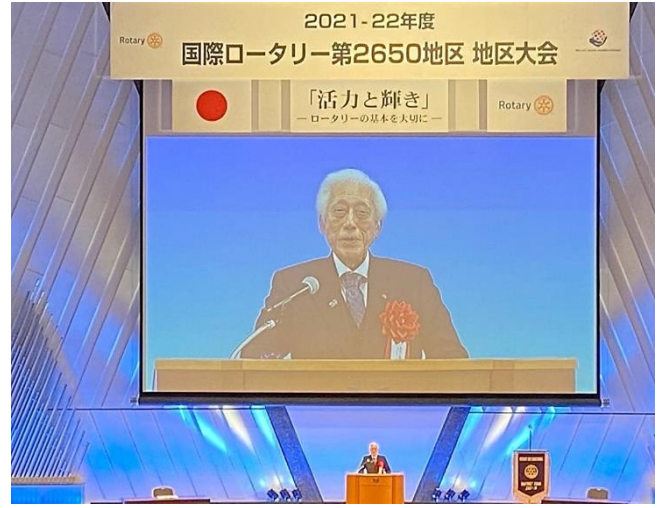 2021-22年度
Rotary
国際ロータリー第2650地区 地区大会
「活力と輝き」
― ロータリーの基本を大切に ―
Rotary